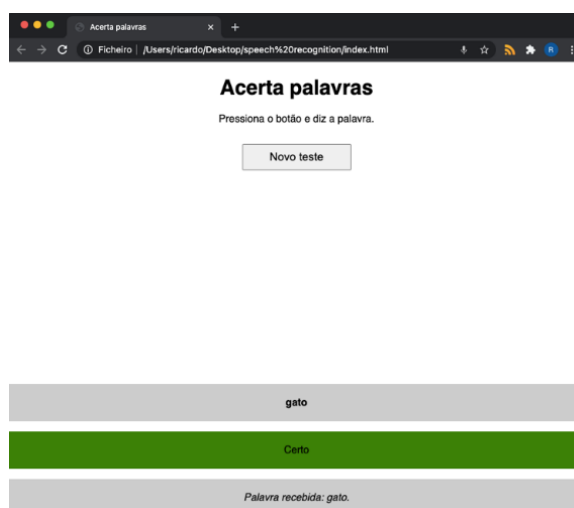 Acerta palavras
Ficheiro | /Users/ricardo/Desktop/speech%20recognition/index.html
R
Acerta palavras
Pressiona o botão e diz a palavra.
Novo teste
gato
Certo
Palavra recebida: gato.